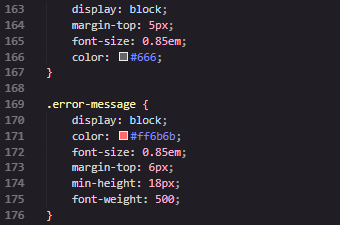 163 display: block;
164 margin-top: 5px;
165 font-size: 0.85em;
166 color: #666;
167 }
168
169 .error-message {
170 display: block;
171 color: #ff6b6b;
172 font-size: 0.85em;
173 margin-top: 6px;
174 min-height: 18px;
175 font-weight: 500;
176 }